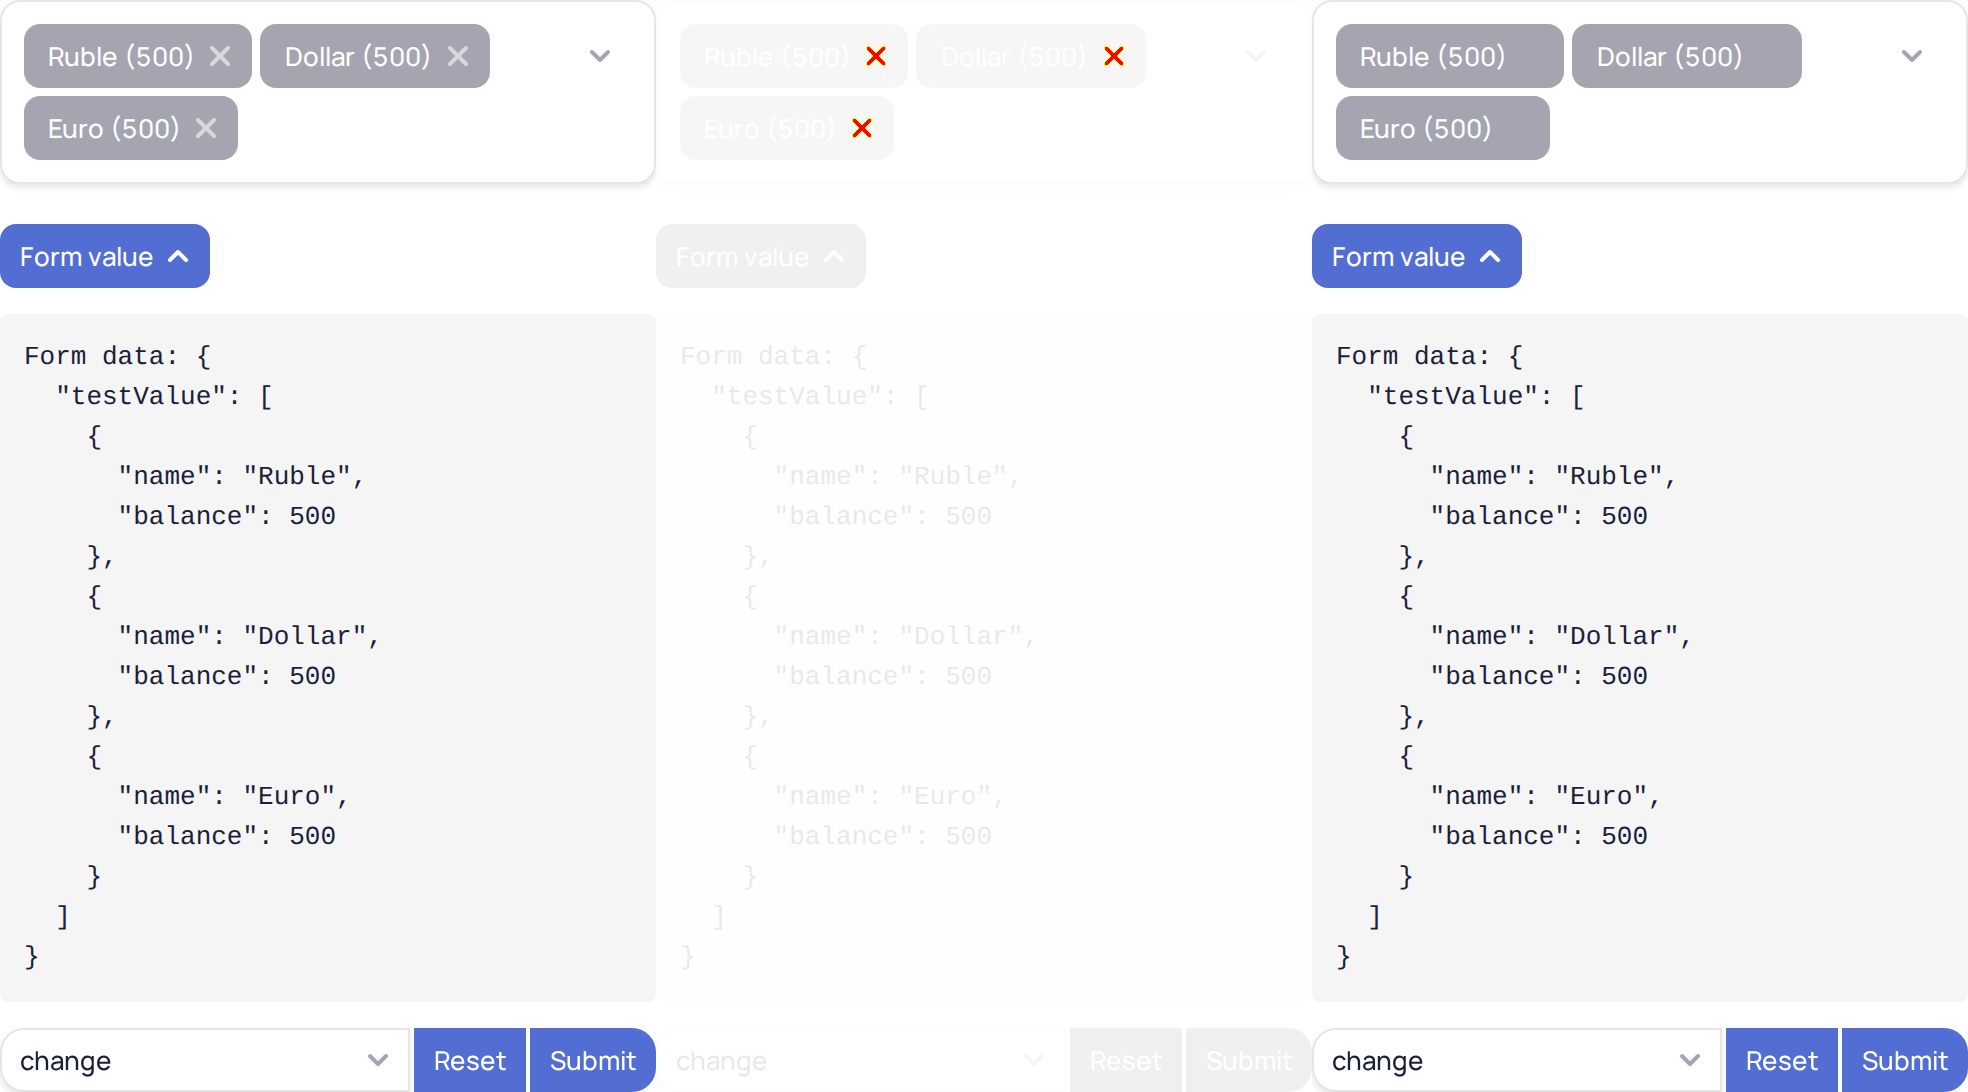 Ruble (500) Dollar (500)
Euro (500)
Form value
Form data: {
  "testValue": [
    {
      "name": "Ruble",
      "balance": 500
    },
    {
      "name": "Dollar",
      "balance": 500
    },
    {
      "name": "Euro",
      "balance": 500
    }
  ]
}
change Reset Submit
Ruble (500) Dollar (500)
Euro (500)
Form value
Form data: {
  "testValue": [
    {
      "name": "Ruble",
      "balance": 500
    },
    {
      "name": "Dollar",
      "balance": 500
    },
    {
      "name": "Euro",
      "balance": 500
    }
  ]
}
change Reset Submit
Ruble (500) Dollar (500)
Euro (500)
Form value
Form data: {
  "testValue": [
    {
      "name": "Ruble",
      "balance": 500
    },
    {
      "name": "Dollar",
      "balance": 500
    },
    {
      "name": "Euro",
      "balance": 500
    }
  ]
}
change Reset Submit